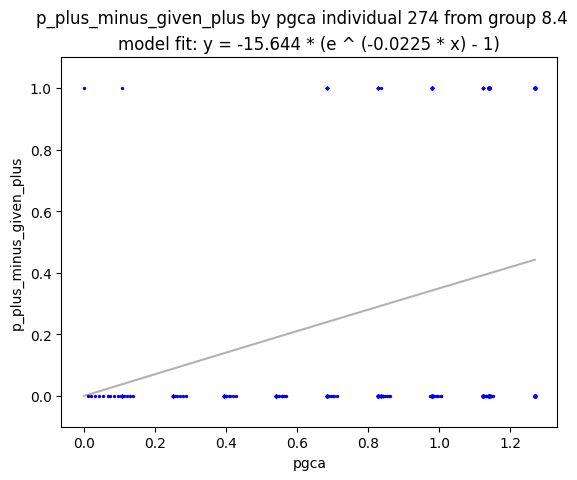 p_plus_minus_given_plus by pgca individual 274 from group 8.4
model fit: y = -15.644 * (e ^ (-0.0225 * x) - 1)
1.0
0.8
0.6
0.4
0.2
0.0
p_plus_minus_given_plus
0.0 0.2 0.4 0.6 0.8 1.0 1.2
pgca